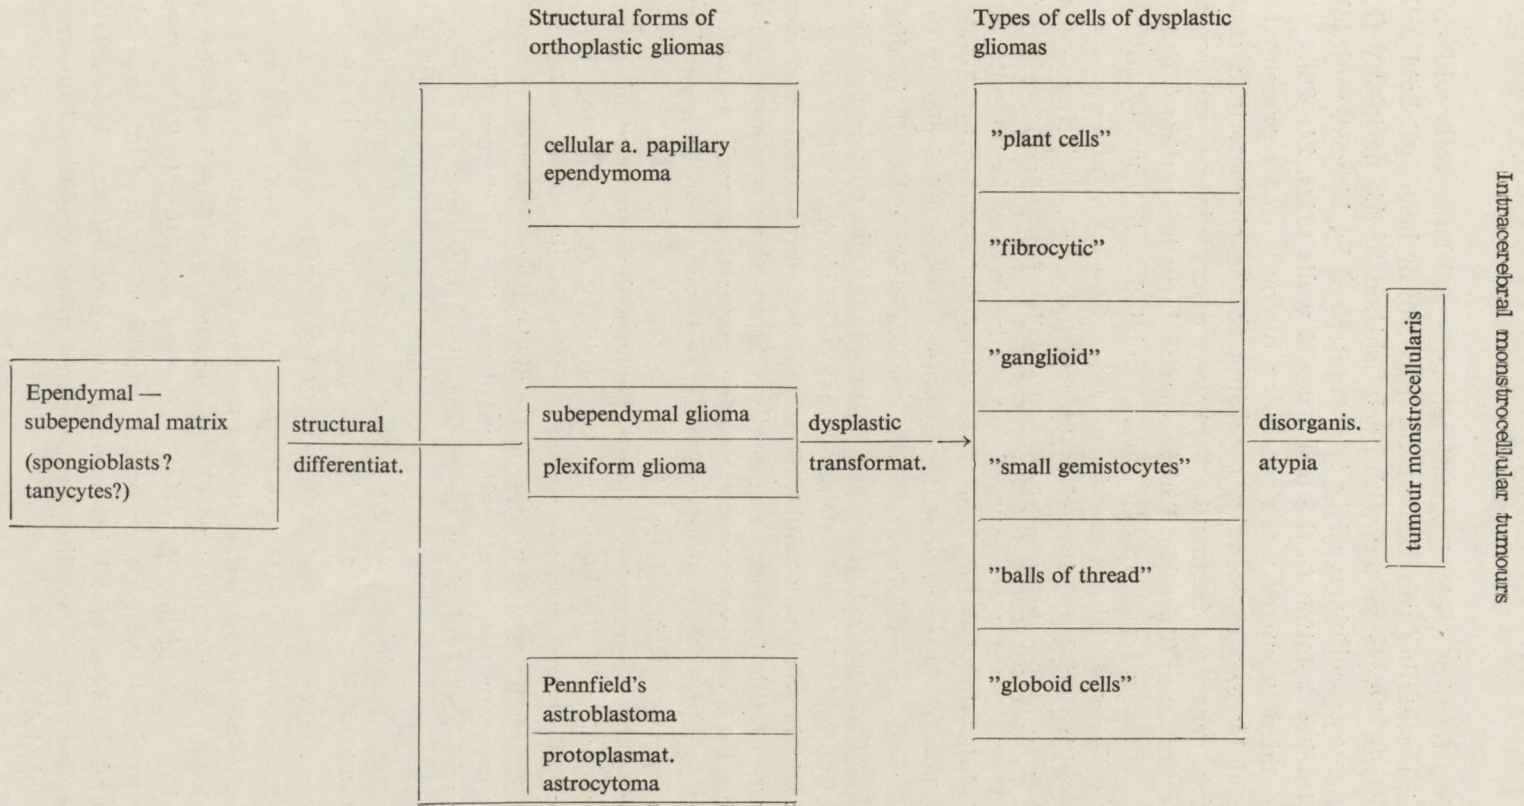 Structural forms of
orthoplastic gliomas
Types of cells of dysplastic
gliomas
Ependymal —
subependymal matrix
(spongioblasts?
tanycytes?)
structural
differentiat.
cellular a. papillary
ependymoma
subependymal glioma
plexiform glioma
Pennfield's
astroblastoma
protoplasmat.
astrocytoma
dysplastic
transformat.
"plant cells"
"fibrocytic"
"ganglioid"
"small gemistocytes"
"balls of thread"
"globoid cells"
disorganis.
atypia
tumour monstrocellularis
Intracerebral monstrocellular tumours